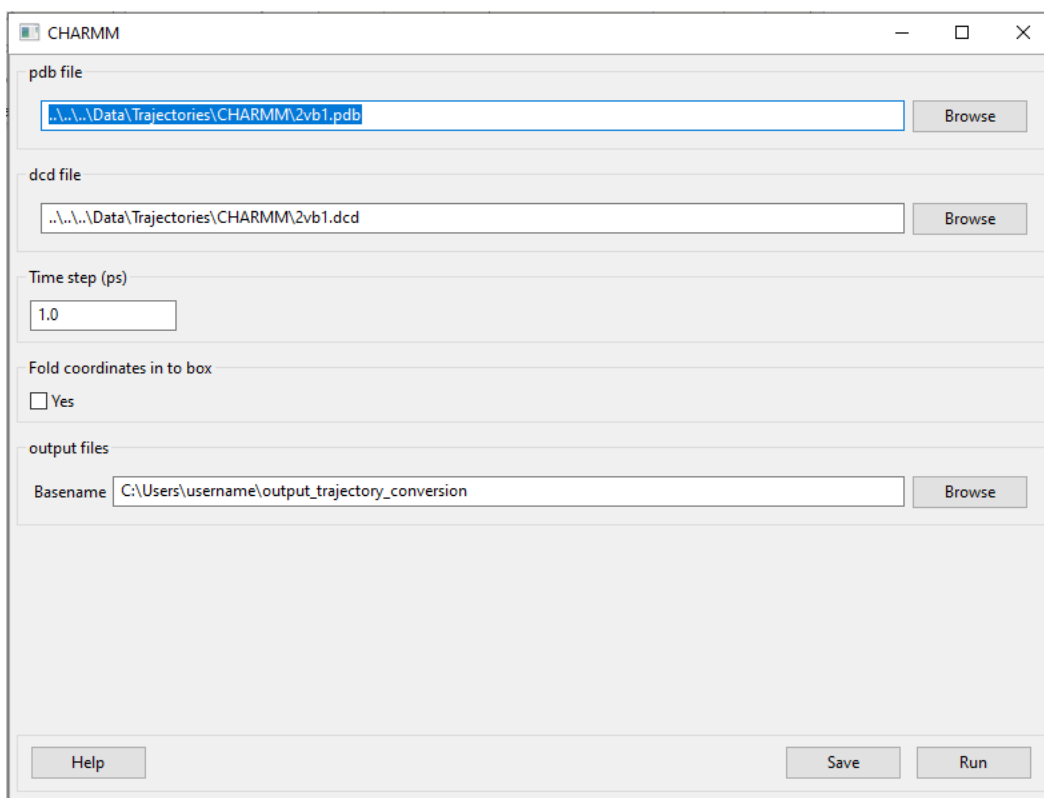 CHARMM
pdb file
..\..\..\Data\Trajectories\CHARMM\2vb1.pdb
Browse
dcd file
..\..\..\Data\Trajectories\CHARMM\2vb1.dcd
Browse
Time step (ps)
1.0
Fold coordinates in to box
Yes
output files
Basename C:\Users\username\output_trajectory_conversion
Browse
Help
Save
Run